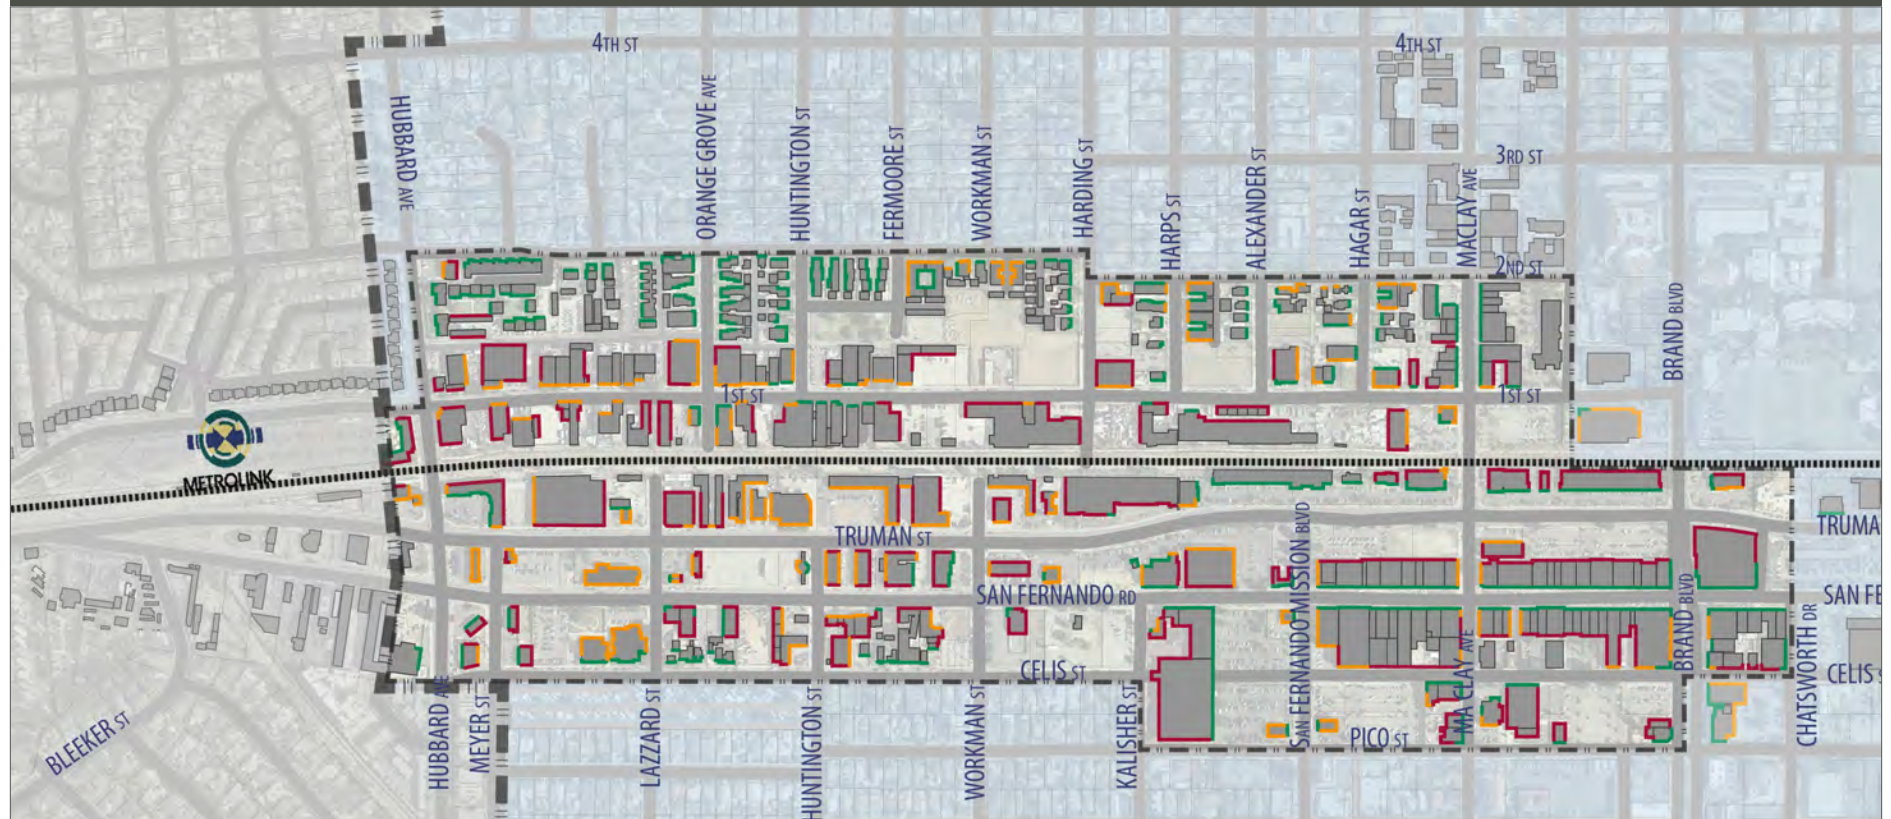 4TH ST
4TH ST
HUBBARD AVE
ORANGE GROVE AVE
HUNTINGTON ST
FERMOORE ST
WORKMAN ST
HARDING ST
HARPS ST
ALEXANDER ST
HAGAR ST
MACLAY AVE
3RD ST
2ND ST
BRAND BLVD
1ST ST
1ST ST
METROLINK
TRUMAN ST
TRUMA
SAN FERNANDO RD
SAN FE
SAN FERNANDO MISSION BLVD
MACLAY AVE
BRAND BLVD
CHATSWORTH DR
CELIS ST
CELIS S
BLEEKER ST
HUBBARD AVE
MEYER ST
LAZZARD ST
HUNTINGTON ST
WORKMAN ST
KALISHER ST
PICO ST